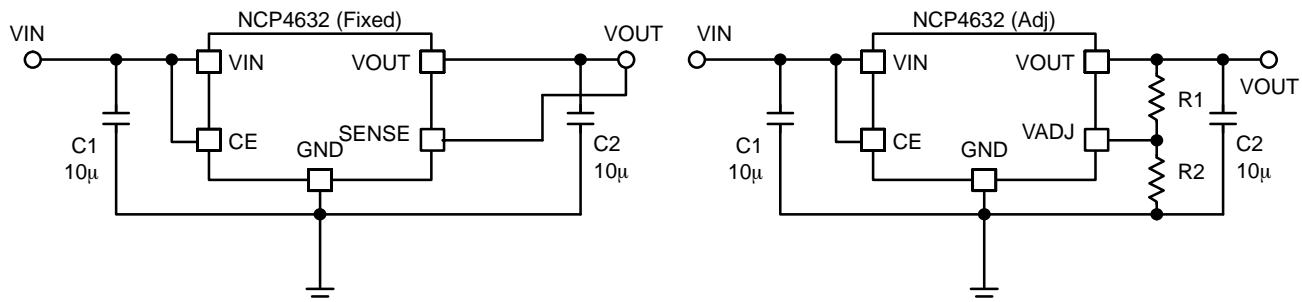 NCP4632 (Fixed)
VIN
VOUT
VIN
VOUT
CE
SENSE
GND
C1
10μ
C2
10μ
NCP4632 (Adj)
VIN
VIN
VOUT
VOUT
R1
CE
VADJ
GND
C1
10μ
R2
C2
10μ